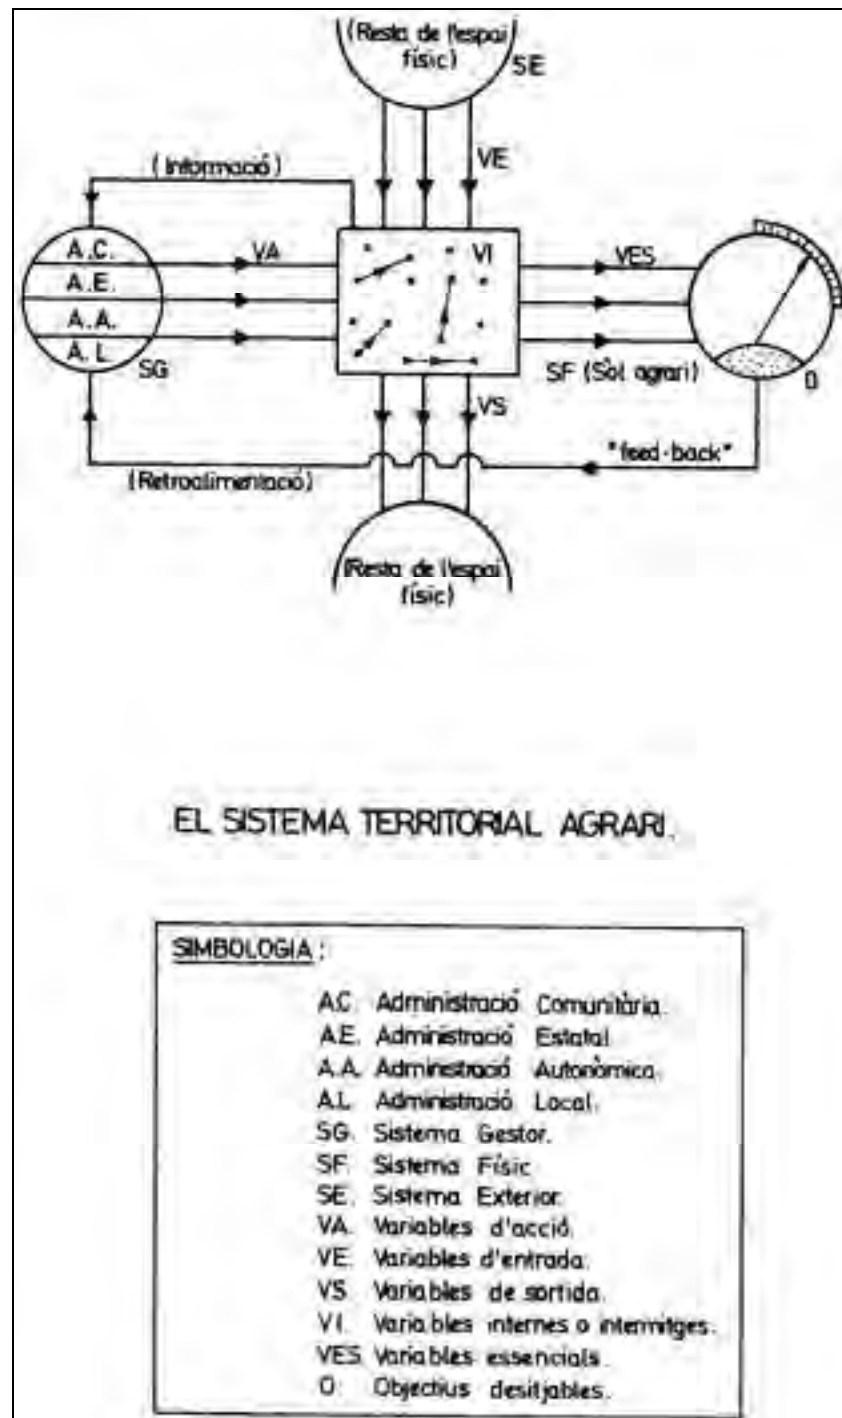 (Resta de l'espai
físic)
SE
VE
(Informació)
A.C.
A.E.
A.A.
A.L.
SG
VA
VI
VES
SF (Sòl agrari)
O
VS
"feed-back"
(Retroalimentació)
(Resta de l'espai
físic)
EL SISTEMA TERRITORIAL AGRARI.
SIMBOLOGIA:
A.C. Administració Comunitària.
A.E. Administració Estatal
A.A. Administració Autonòmica.
A.L. Administració Local.
SG. Sistema Gestor.
SF. Sistema Físic
SE. Sistema Exterior.
VA. Variables d'acció.
VE. Variables d'entrada.
VS. Variables de sortida.
VI. Variables internes o intermitges.
VES. Variables essencials.
O. Objectius desitjables.